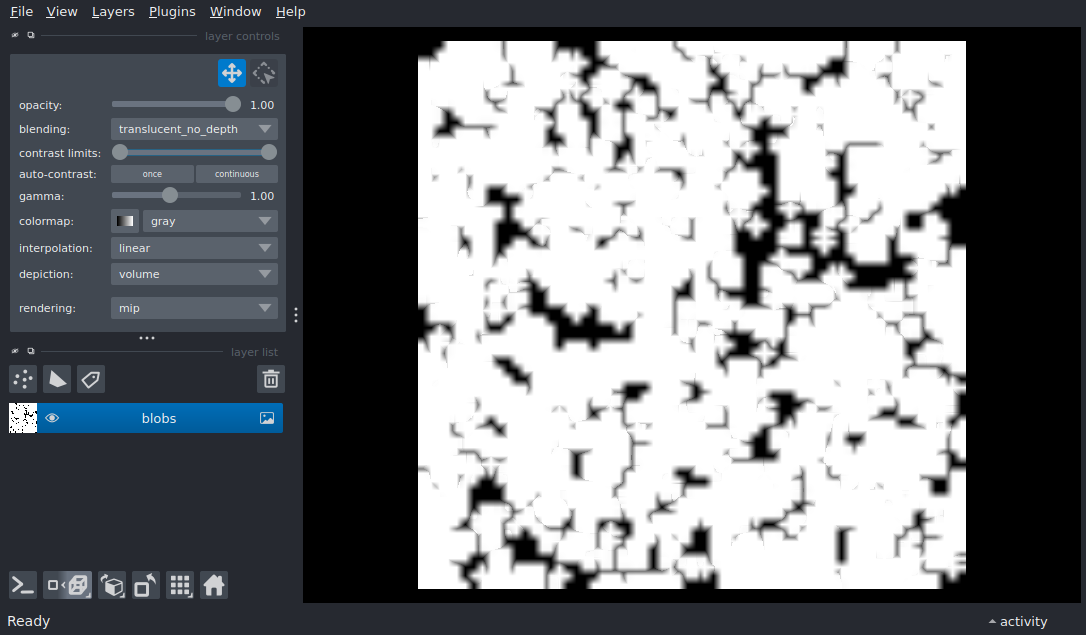 File View Layers Plugins Window Help
layer controls
opacity: 1.00
blending: translucent_no_depth
contrast limits:
auto-contrast: once continuous
gamma: 1.00
colormap: gray
interpolation: linear
depiction: volume
rendering: mip
layer list
blobs
Ready activity